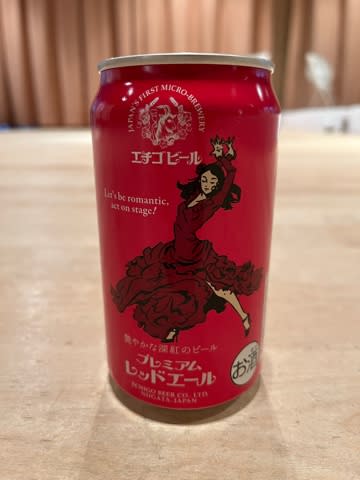 JAPAN'S FIRST MICRO-BREWERY
エチゴビール
Let's be romantic,
act on stage!
艶やかな深紅のビール
プレミアム
レッドエール
お酒
ECHIGO BEER CO., LTD.
NIIGATA JAPAN